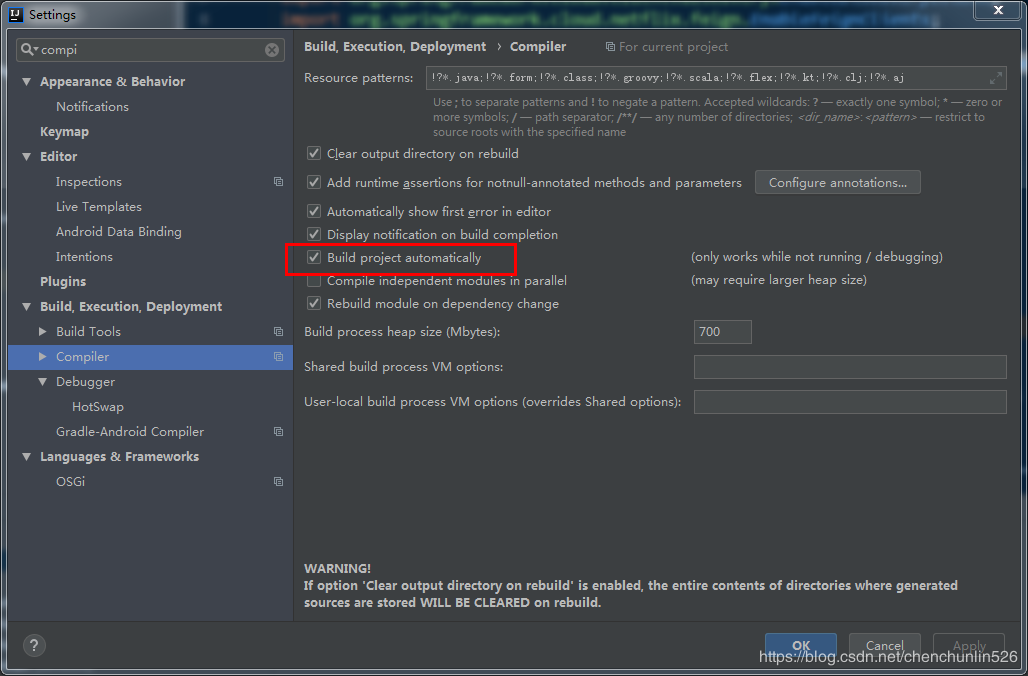 import org.springframework.cloud.netflix.feign.EnableFeignClients;
Settings
compi
Appearance & Behavior
Notifications
Keymap
Editor
Inspections
Live Templates
Android Data Binding
Intentions
Plugins
Build, Execution, Deployment
Build Tools
Compiler
Debugger
HotSwap
Gradle-Android Compiler
Languages & Frameworks
OSGi
Build, Execution, Deployment › Compiler For current project
Resource patterns: !?*.java;!?*.form;!?*.class;!?*.groovy;!?*.scala;!?*.flex;!?*.kt;!?*.clj;!?*.aj
Use ; to separate patterns and ! to negate a pattern. Accepted wildcards: ? — exactly one symbol; * — zero or
more symbols; / — path separator; /**/ — any number of directories; <dir_name>:<pattern> — restrict to
source roots with the specified name
Clear output directory on rebuild
Add runtime assertions for notnull-annotated methods and parameters Configure annotations...
Automatically show first error in editor
Display notification on build completion
Build project automatically (only works while not running / debugging)
Compile independent modules in parallel (may require larger heap size)
Rebuild module on dependency change
Build process heap size (Mbytes): 700
Shared build process VM options:
User-local build process VM options (overrides Shared options):
WARNING!
If option 'Clear output directory on rebuild' is enabled, the entire contents of directories where generated
sources are stored WILL BE CLEARED on rebuild.
? OK Cancel Apply
https://blog.csdn.net/chenchunlin526